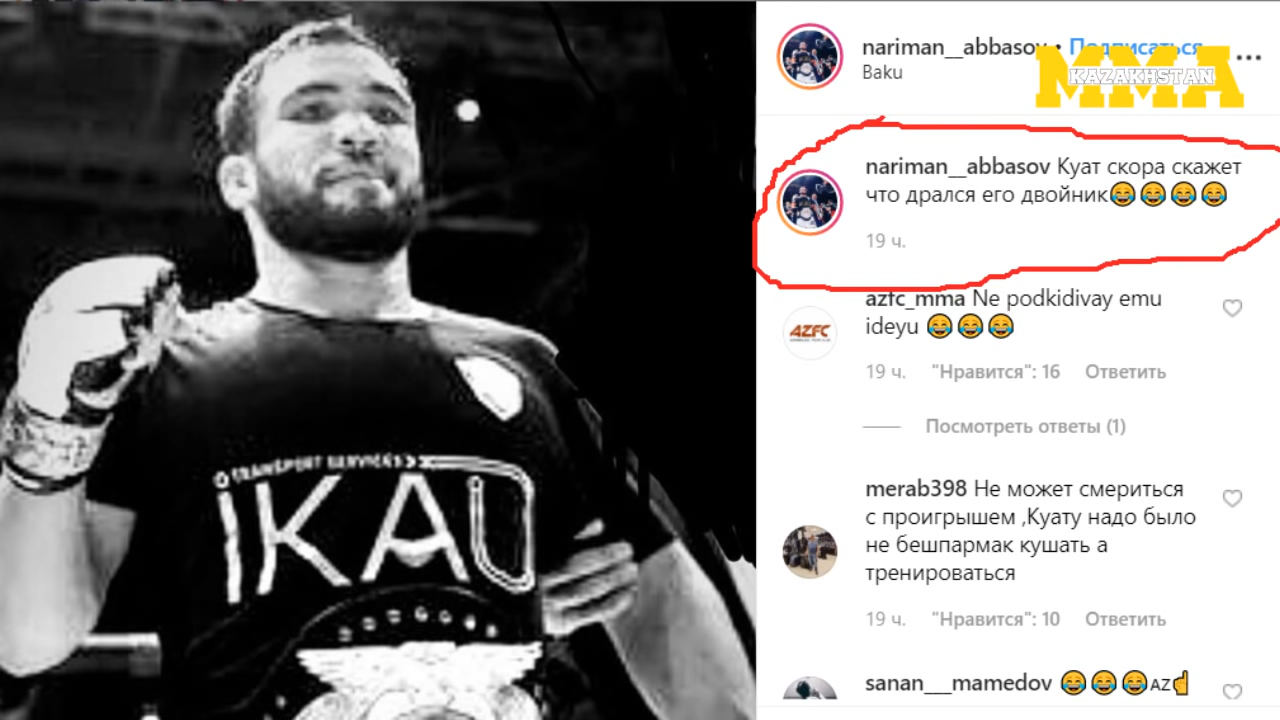 TRANSPORT SERVICES
IKAU
nariman__abbasov • Подписаться
Baku
MMA
KAZAKHSTAN
nariman__abbasov Куат скора скажет
что дрался его двойник😂😂😂😂
19 ч.
azfc_mma Ne podkidivay emu
ideyu 😂😂😂
AZFC
19 ч. "Нравится": 16 Ответить
Посмотреть ответы (1)
merab398 Не может смериться
с проигрышем ,Куату надо было
не бешпармак кушать а
тренироваться
19 ч. "Нравится": 10 Ответить
sanan___mamedov 😂😂😂AZ☝